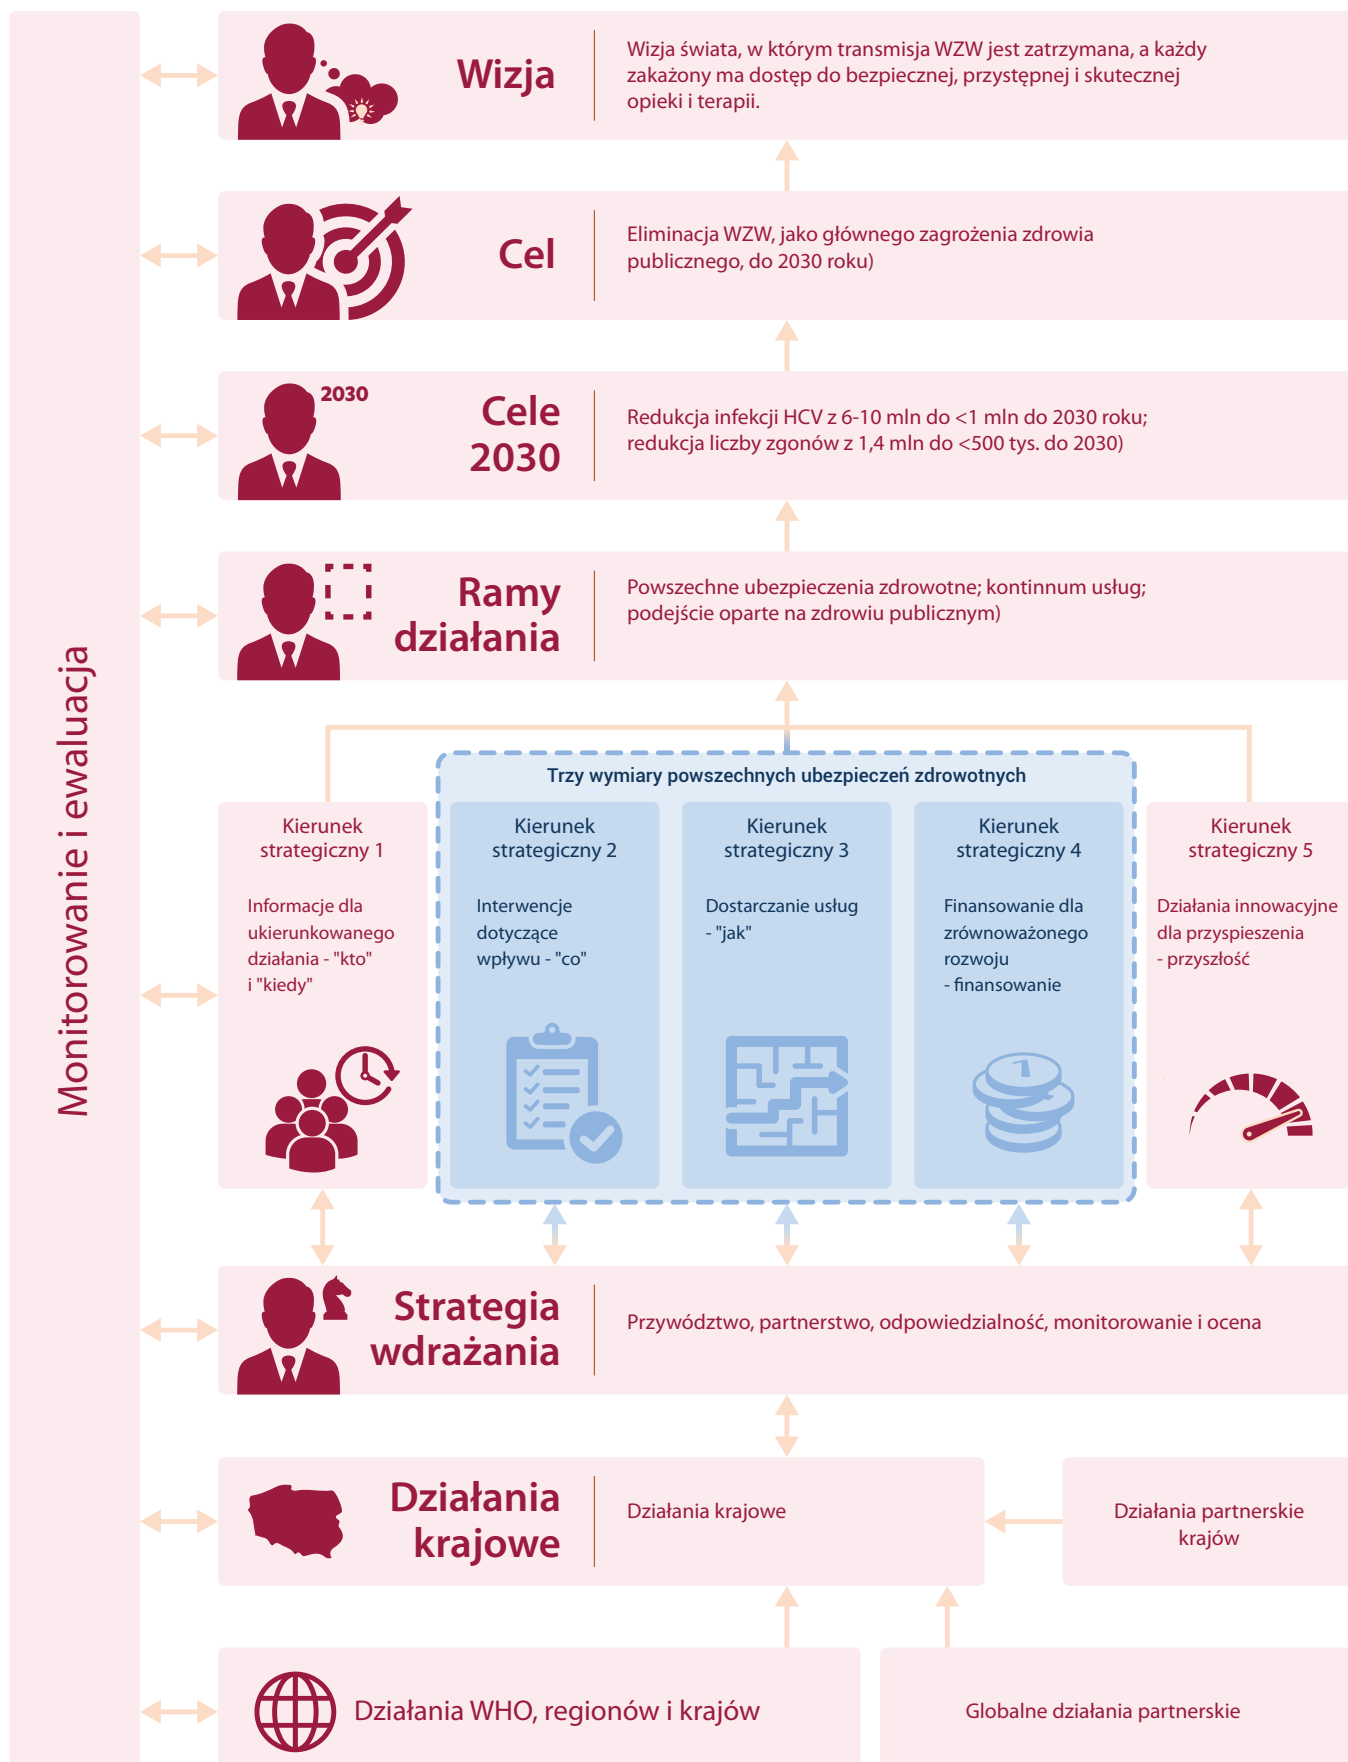 Monitorowanie i ewaluacja
Wizja
Wizja świata, w którym transmisja WZW jest zatrzymana, a każdy
zakażony ma dostęp do bezpiecznej, przystępnej i skutecznej
opieki i terapii.
Cel
Eliminacja WZW, jako głównego zagrożenia zdrowia
publicznego, do 2030 roku)
2030
Cele
2030
Redukcja infekcji HCV z 6-10 mln do <1 mln do 2030 roku;
redukcja liczby zgonów z 1,4 mln do <500 tys. do 2030)
Ramy
działania
Powszechne ubezpieczenia zdrowotne; kontinnum usług;
podejście oparte na zdrowiu publicznym)
Trzy wymiary powszechnych ubezpieczeń zdrowotnych
Kierunek
strategiczny 1
Informacje dla
ukierunkowanego
działania - "kto"
i "kiedy"
Kierunek
strategiczny 2
Interwencje
dotyczące
wpływu - "co"
Kierunek
strategiczny 3
Dostarczanie usług
- "jak"
Kierunek
strategiczny 4
Finansowanie dla
zrównoważonego
rozwoju
- finansowanie
1
Kierunek
strategiczny 5
Działania innowacyjne
dla przyspieszenia
- przyszłość
Strategia
wdrażania
Przywództwo, partnerstwo, odpowiedzialność, monitorowanie i ocena
Działania
krajowe
Działania krajowe
Działania partnerskie
krajów
Działania WHO, regionów i krajów
Globalne działania partnerskie